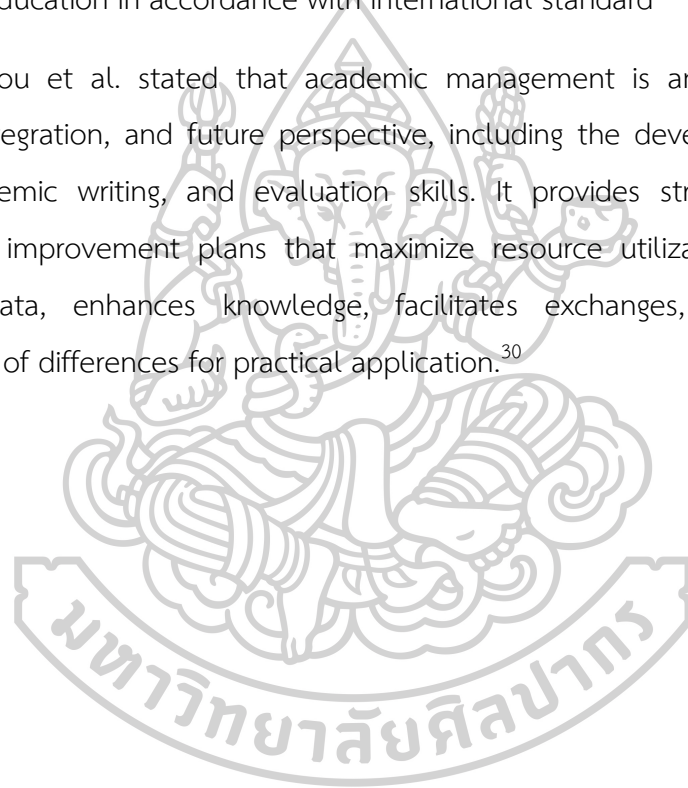 ducation in accordance with international standard
ou et al. stated that academic management is an
egration, and future perspective, including the deve
emic writing, and evaluation skills. It provides str
improvement plans that maximize resource utiliza
ata, enhances knowledge, facilitates exchanges,
of differences for practical application.30
มหาวิทยาลัยศิลปากร